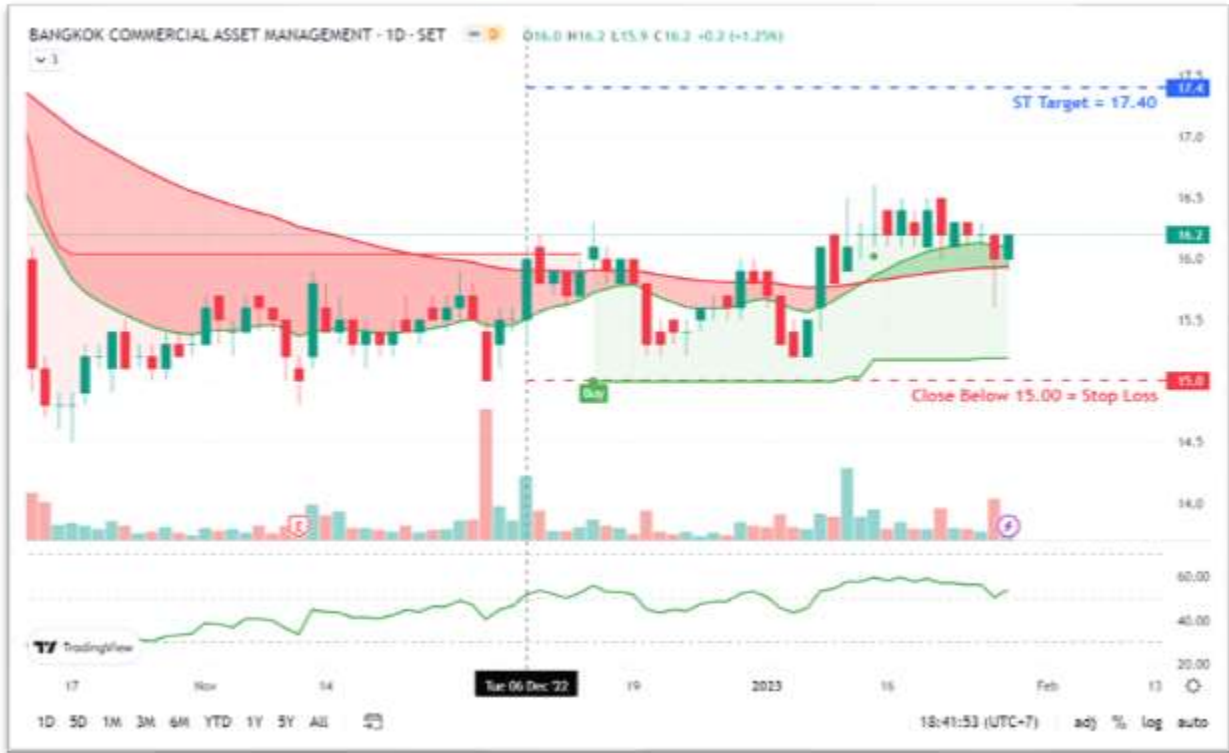 BANGKOK COMMERCIAL ASSET MANAGEMENT · 1D · SET D O16.0 H16.2 L15.9 C16.2 +0.2 (+1.25%)
3
17.5
17.4
ST Target = 17.40
17.0
16.5
16.2
16.0
15.5
15.0
Buy
Close Below 15.00 = Stop Loss
14.5
14.0
E
60.00
40.00
TradingView
20.00
17 Nov 14 Tue 06 Dec '22 19 2023 16 Feb 13
1D 5D 1M 3M 6M YTD 1Y 5Y All 18:41:53 (UTC+7) adj % log auto